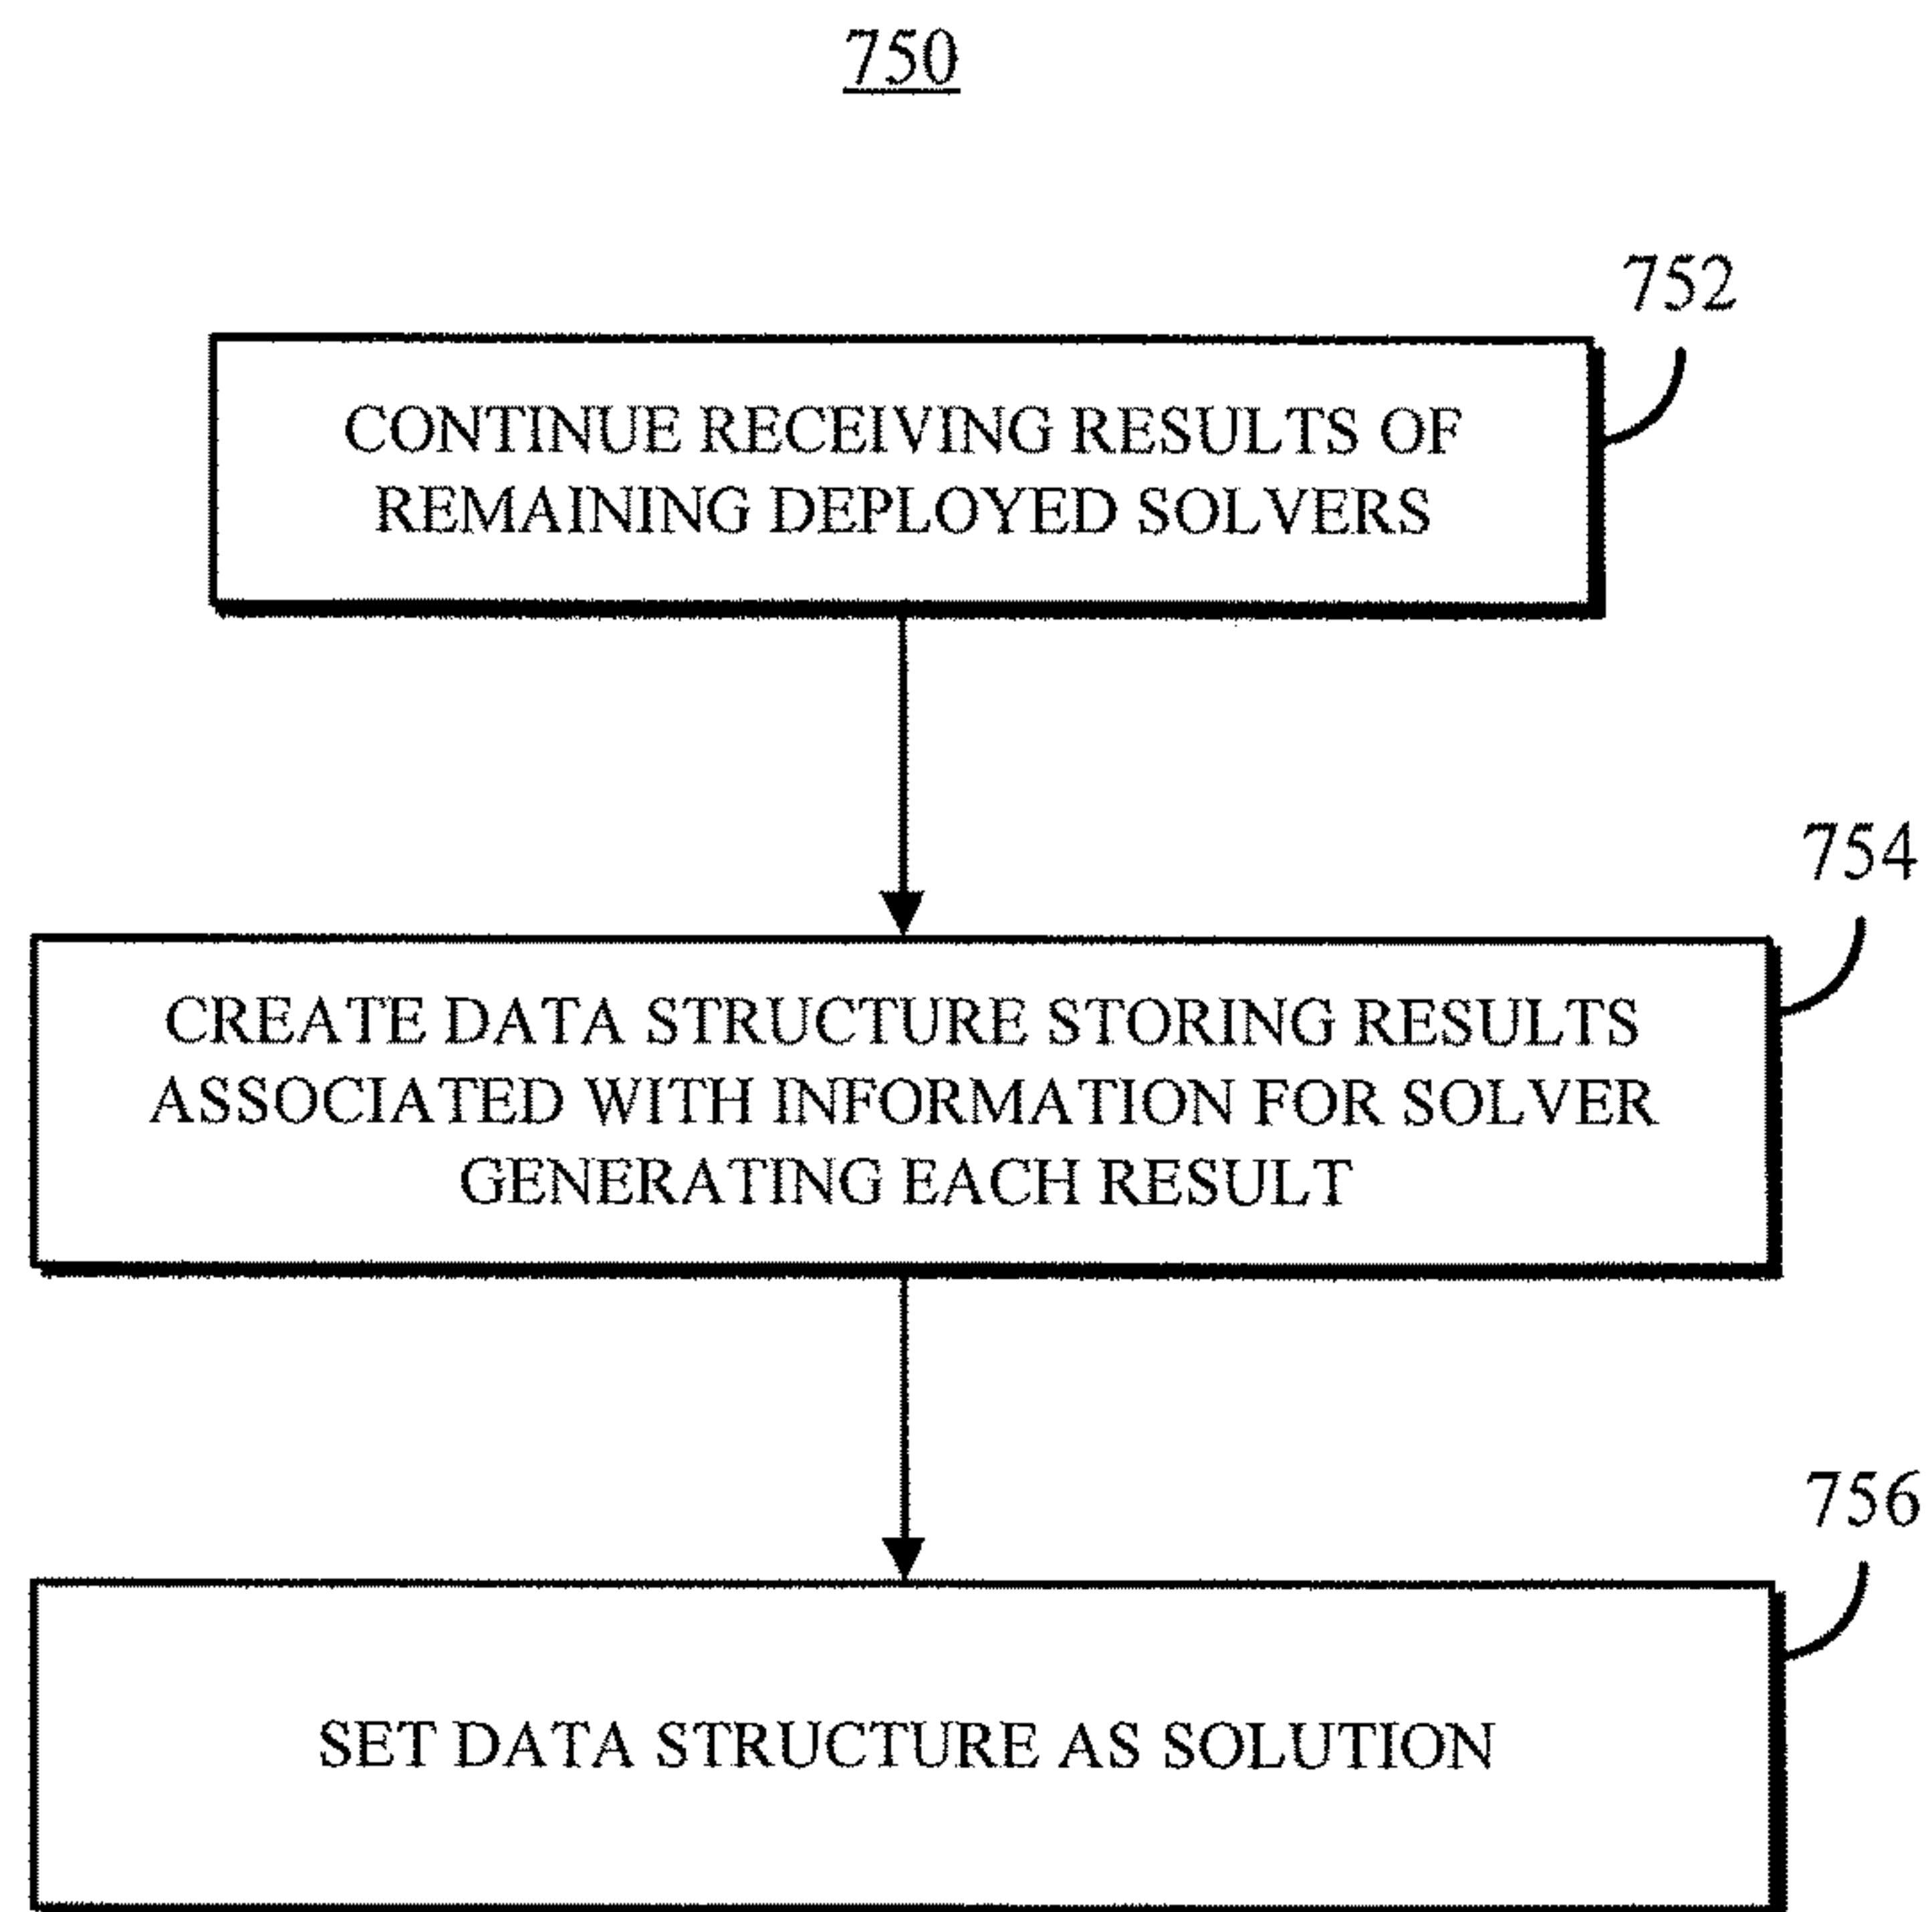 750
752
CONTINUE RECEIVING RESULTS OF
REMAINING DEPLOYED SOLVERS
754
CREATE DATA STRUCTURE STORING RESULTS
ASSOCIATED WITH INFORMATION FOR SOLVER
GENERATING EACH RESULT
756
SET DATA STRUCTURE AS SOLUTION